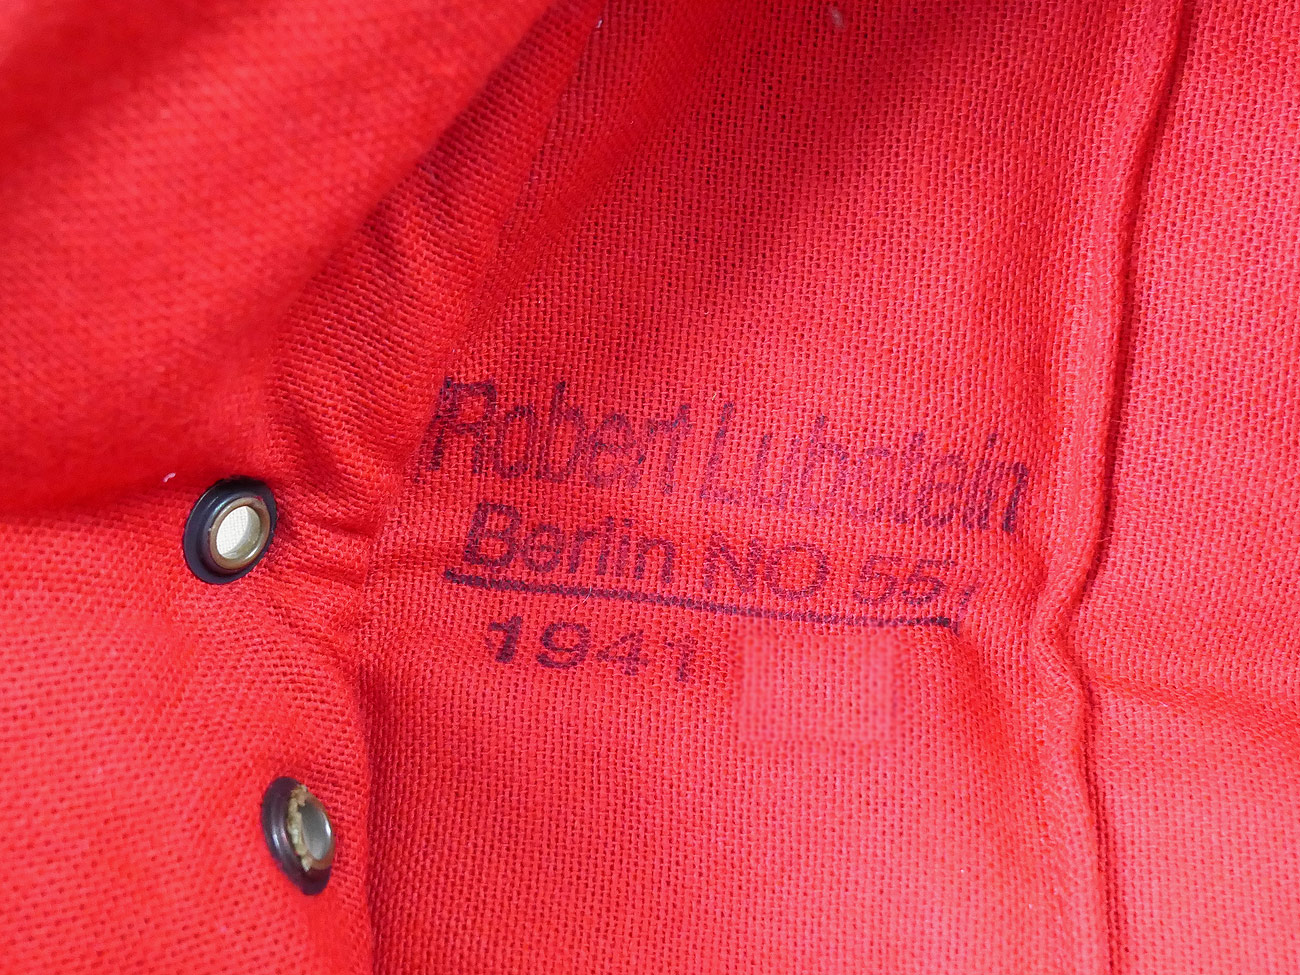 Robert Lubstein
Berlin NO 55,
1941